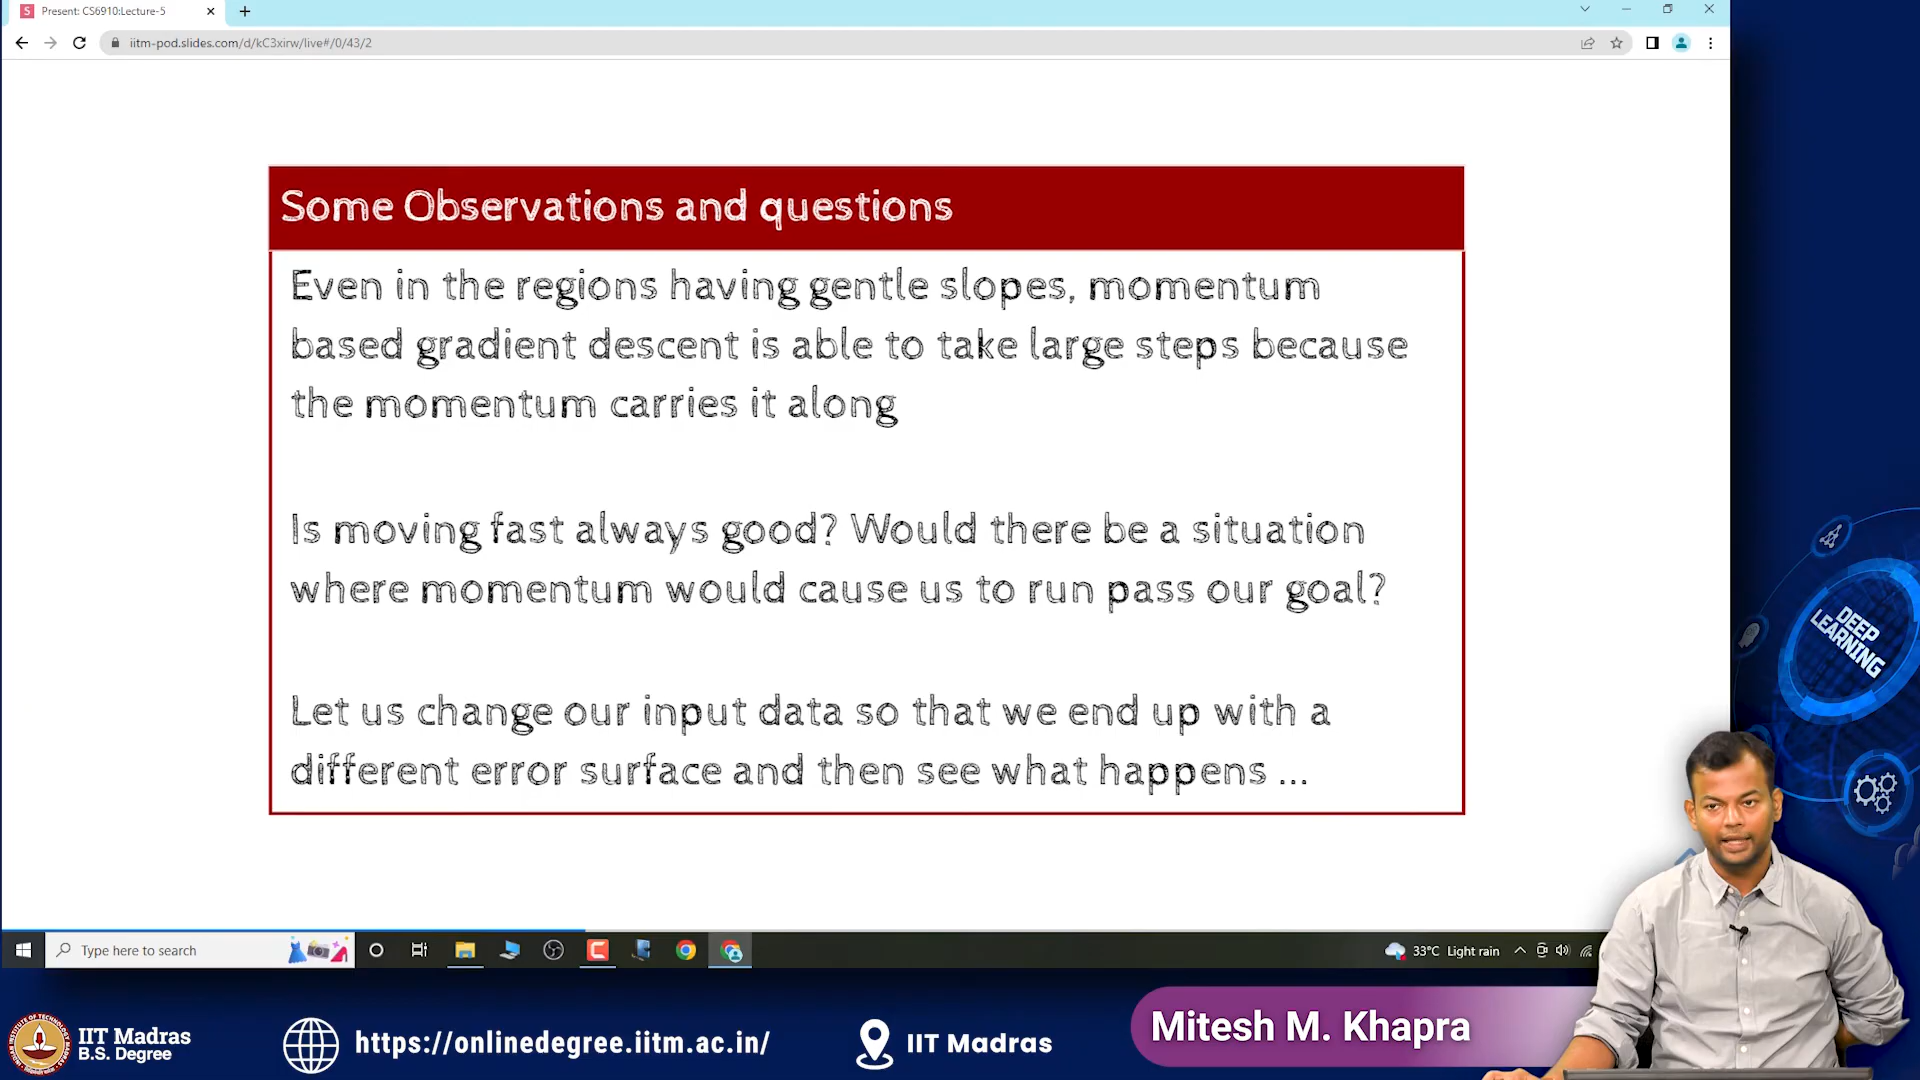 Present: CS6910:Lecture-5
iitm-pod.slides.com/d/kC3xirw/live#/0/43/2
Some Observations and questions
Even in the regions having gentle slopes, momentum
based gradient descent is able to take large steps because
the momentum carries it along
Is moving fast always good? Would there be a situation
where momentum would cause us to run pass our goal?
Let us change our input data so that we end up with a
different error surface and then see what happens ...
DEEP
LEARNING
Type here to search
33°C Light rain
IIT Madras
B.S. Degree
https://onlinedegree.iitm.ac.in/
IIT Madras
Mitesh M. Khapra